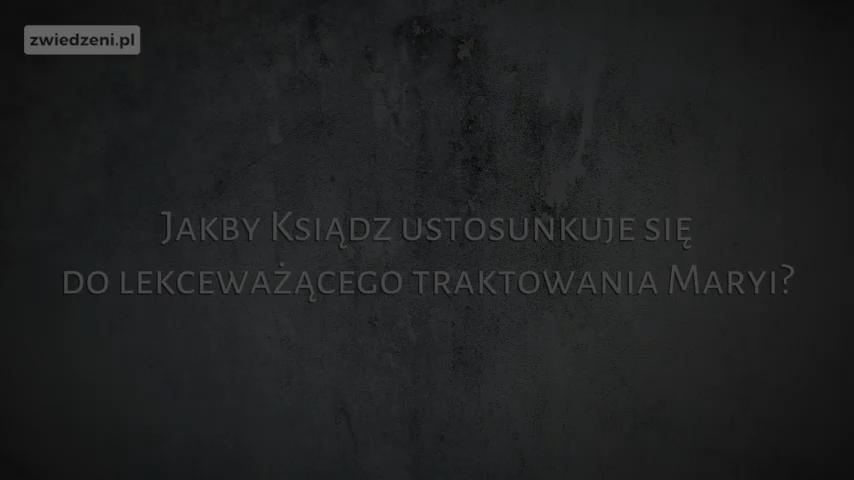 zwiedzeni.pl
Jakby Ksiądz ustosunkuje się
do lekceważącego traktowania Maryi?